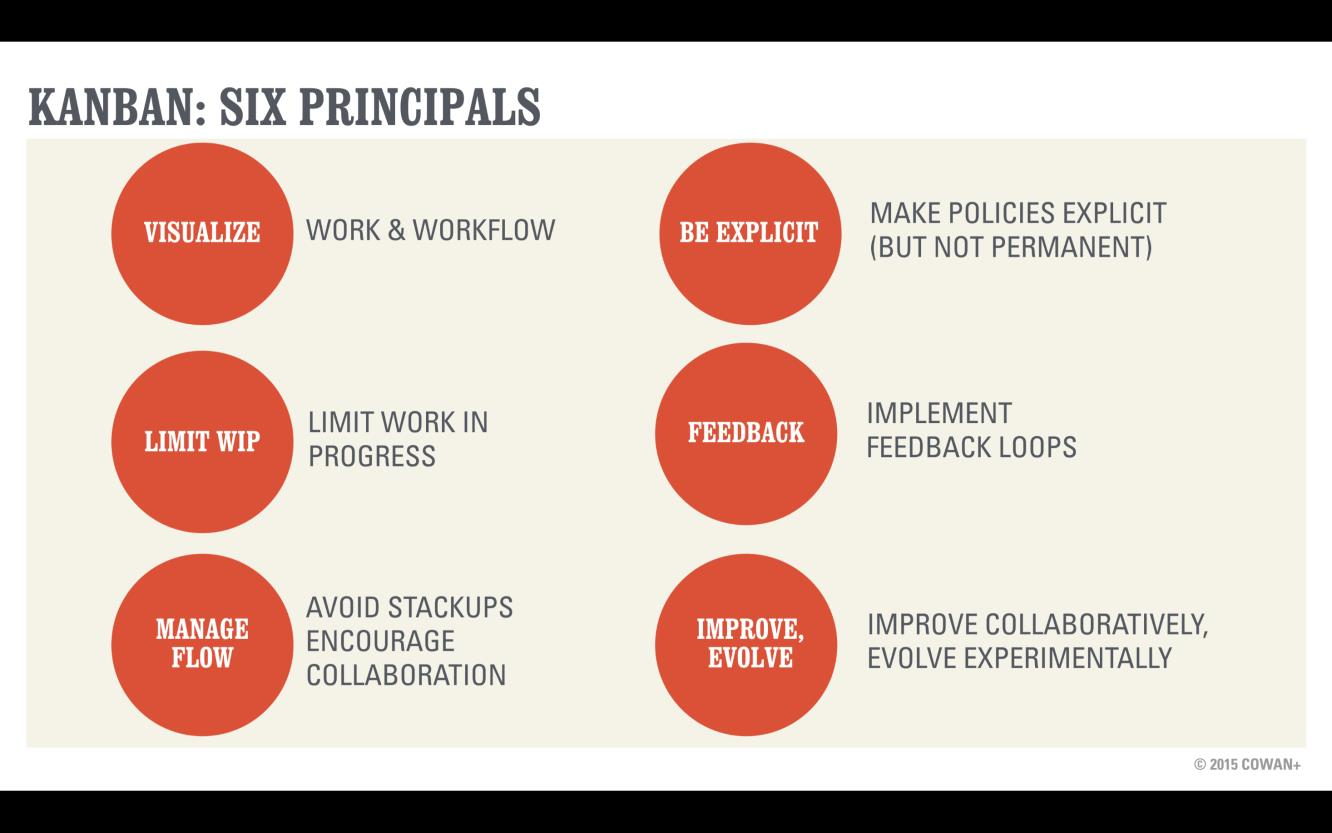 KANBAN: SIX PRINCIPALS
VISUALIZE
WORK & WORKFLOW
LIMIT WIP
LIMIT WORK IN
PROGRESS
MANAGE
FLOW
AVOID STACKUPS
ENCOURAGE
COLLABORATION
BE EXPLICIT
MAKE POLICIES EXPLICIT
(BUT NOT PERMANENT)
FEEDBACK
IMPLEMENT
FEEDBACK LOOPS
IMPROVE,
EVOLVE
IMPROVE COLLABORATIVELY,
EVOLVE EXPERIMENTALLY
© 2015 COWAN+